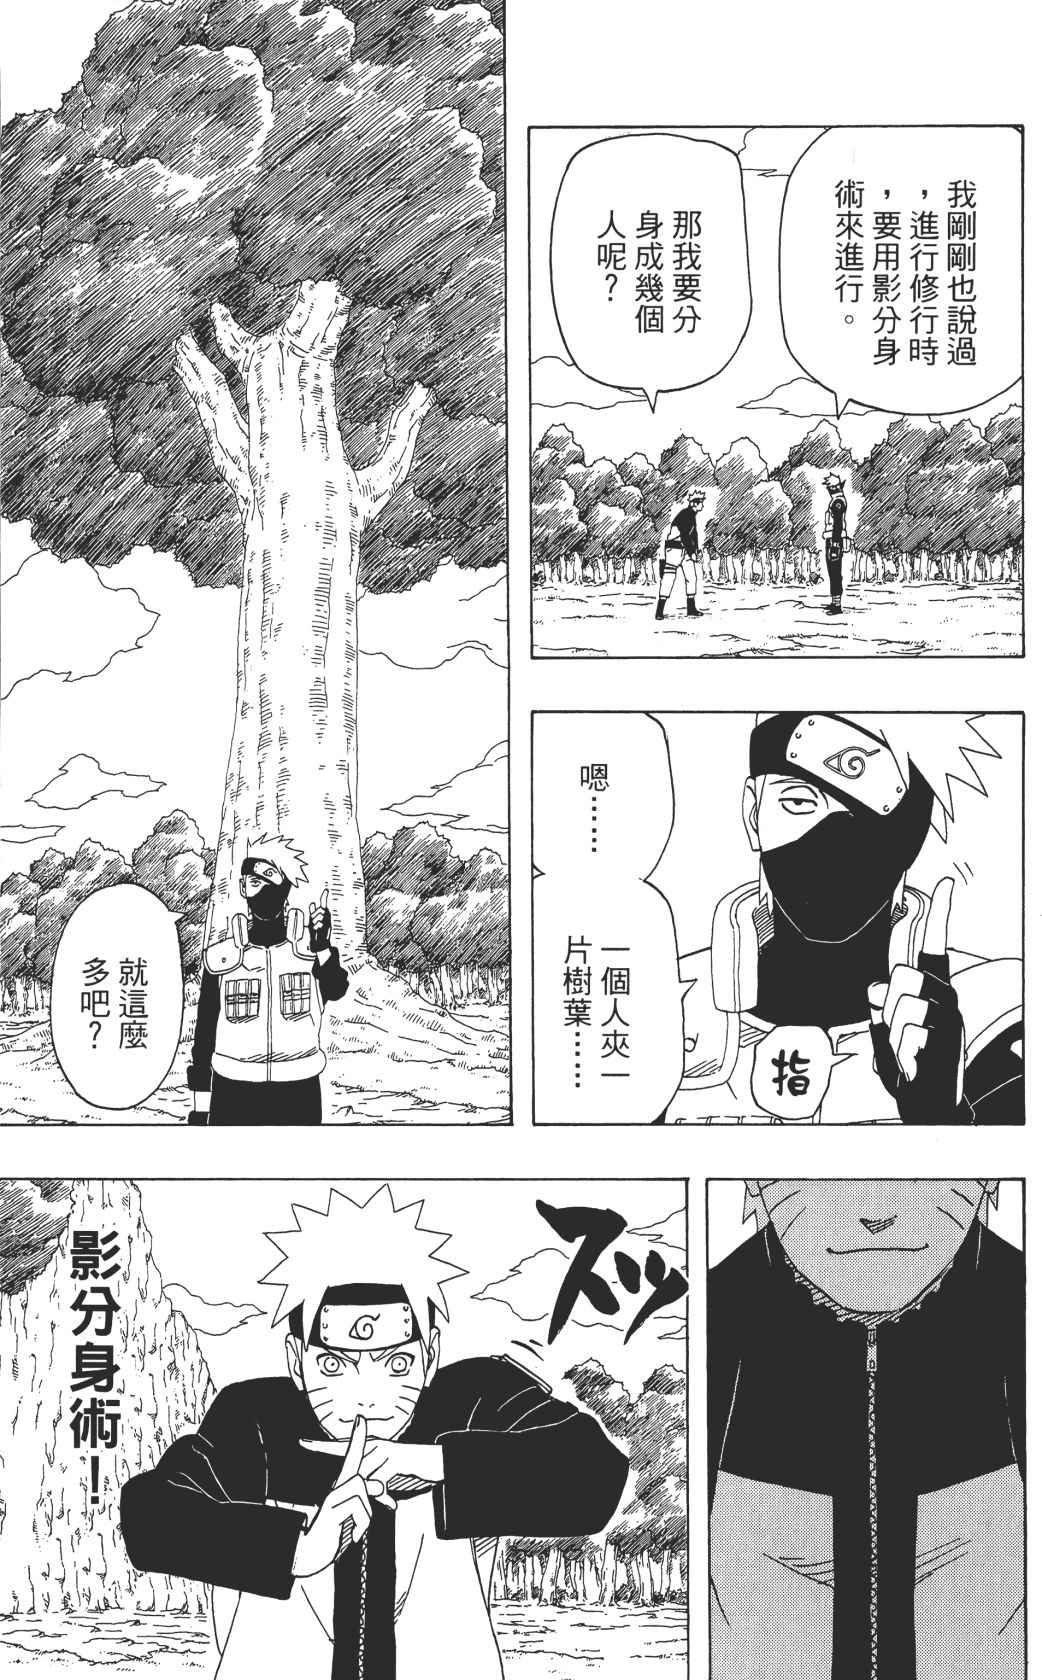 我剛剛也說過
，進行修行時
，要用影分身
術來進行。
那我要分
身成幾個
人呢？
嗯……
一個人夾一
片樹葉……
指
就這麼
多吧？
スッ
影分身術！